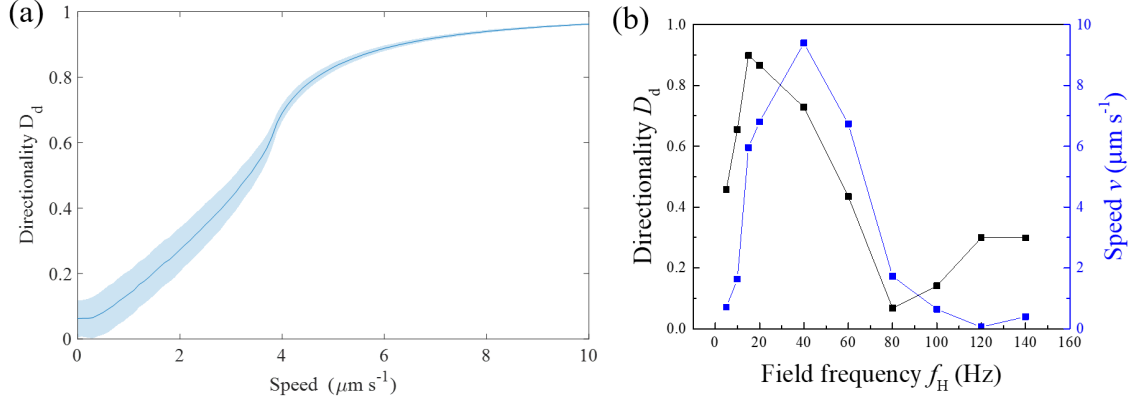 (a)
1
0.8
0.6
0.4
0.2
0
Directionality D_d
0 2 4 6 8 10
Speed (μm s⁻¹)
(b)
1.0
0.8
0.6
0.4
0.2
0.0
Directionality D_d
10
8
6
4
2
0
Speed v (μm s⁻¹)
0 20 40 60 80 100 120 140 160
Field frequency f_H (Hz)